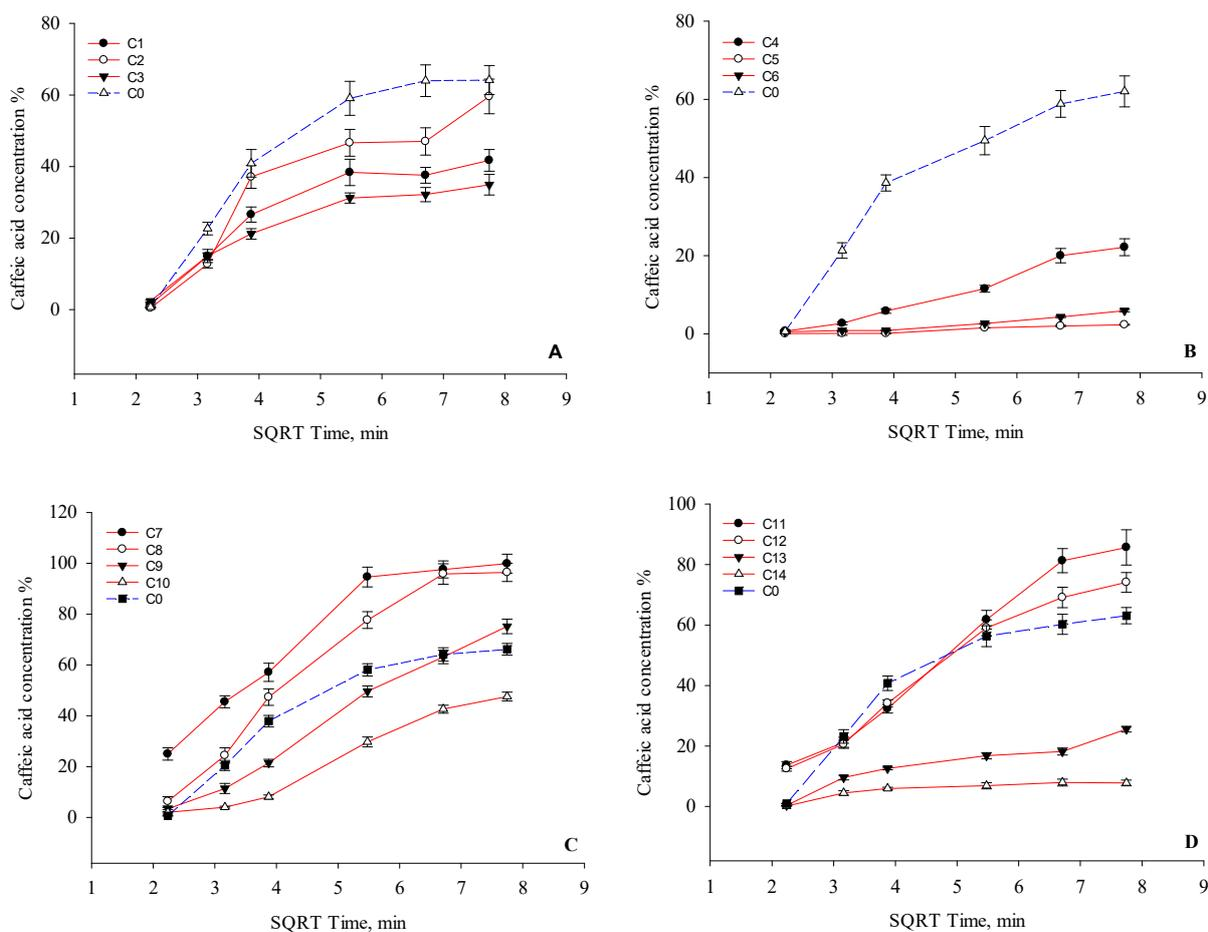 80
60
40
20
0
Caffeic acid concentration %
C1
C2
C3
C0
A
1 2 3 4 5 6 7 8 9
SQRT Time, min
80
60
40
20
0
Caffeic acid concentration %
C4
C5
C6
C0
B
1 2 3 4 5 6 7 8 9
SQRT Time, min
120
100
80
60
40
20
0
Caffeic acid concentration %
C7
C8
C9
C10
C0
C
1 2 3 4 5 6 7 8 9
SQRT Time, min
100
80
60
40
20
0
Caffeic acid concentration %
C11
C12
C13
C14
C0
D
1 2 3 4 5 6 7 8 9
SQRT Time, min